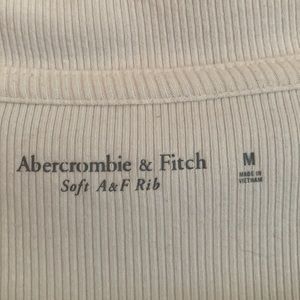 Abercrombie & Fitch
Soft A&F Rib
M
MADE IN
VIETNAM